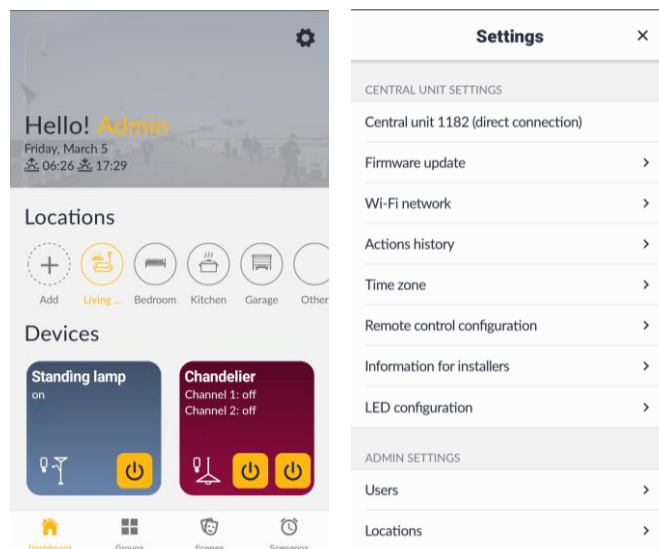 Hello! Admin
Friday, March 5
06:26 17:29
Locations
Add Living ... Bedroom Kitchen Garage Other
Devices
Standing lamp
on
Chandelier
Channel 1: off
Channel 2: off
Dashboard Groups Scenes Scenarios
Settings
CENTRAL UNIT SETTINGS
Central unit 1182 (direct connection)
Firmware update
Wi-Fi network
Actions history
Time zone
Remote control configuration
Information for installers
LED configuration
ADMIN SETTINGS
Users
Locations